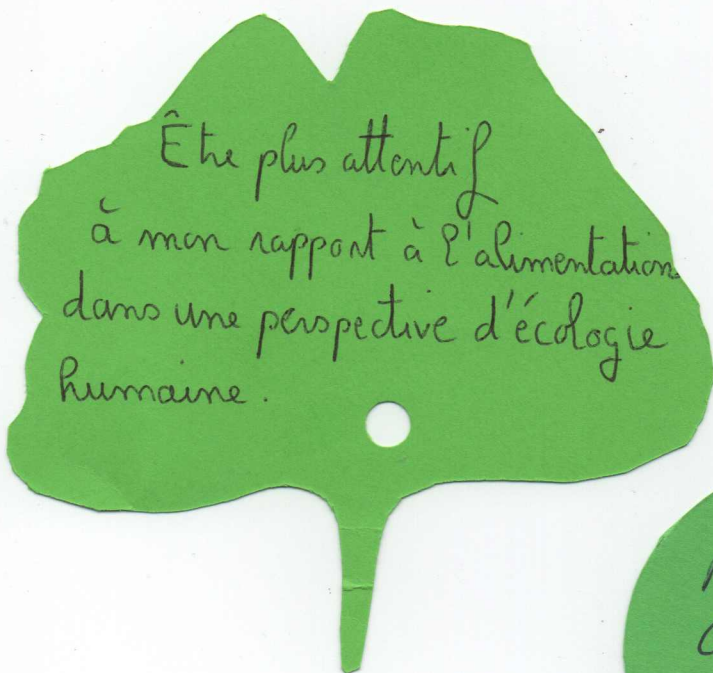 Être plus attentif
à mon rapport à l'alimentation
dans une perspective d'écologie
humaine.